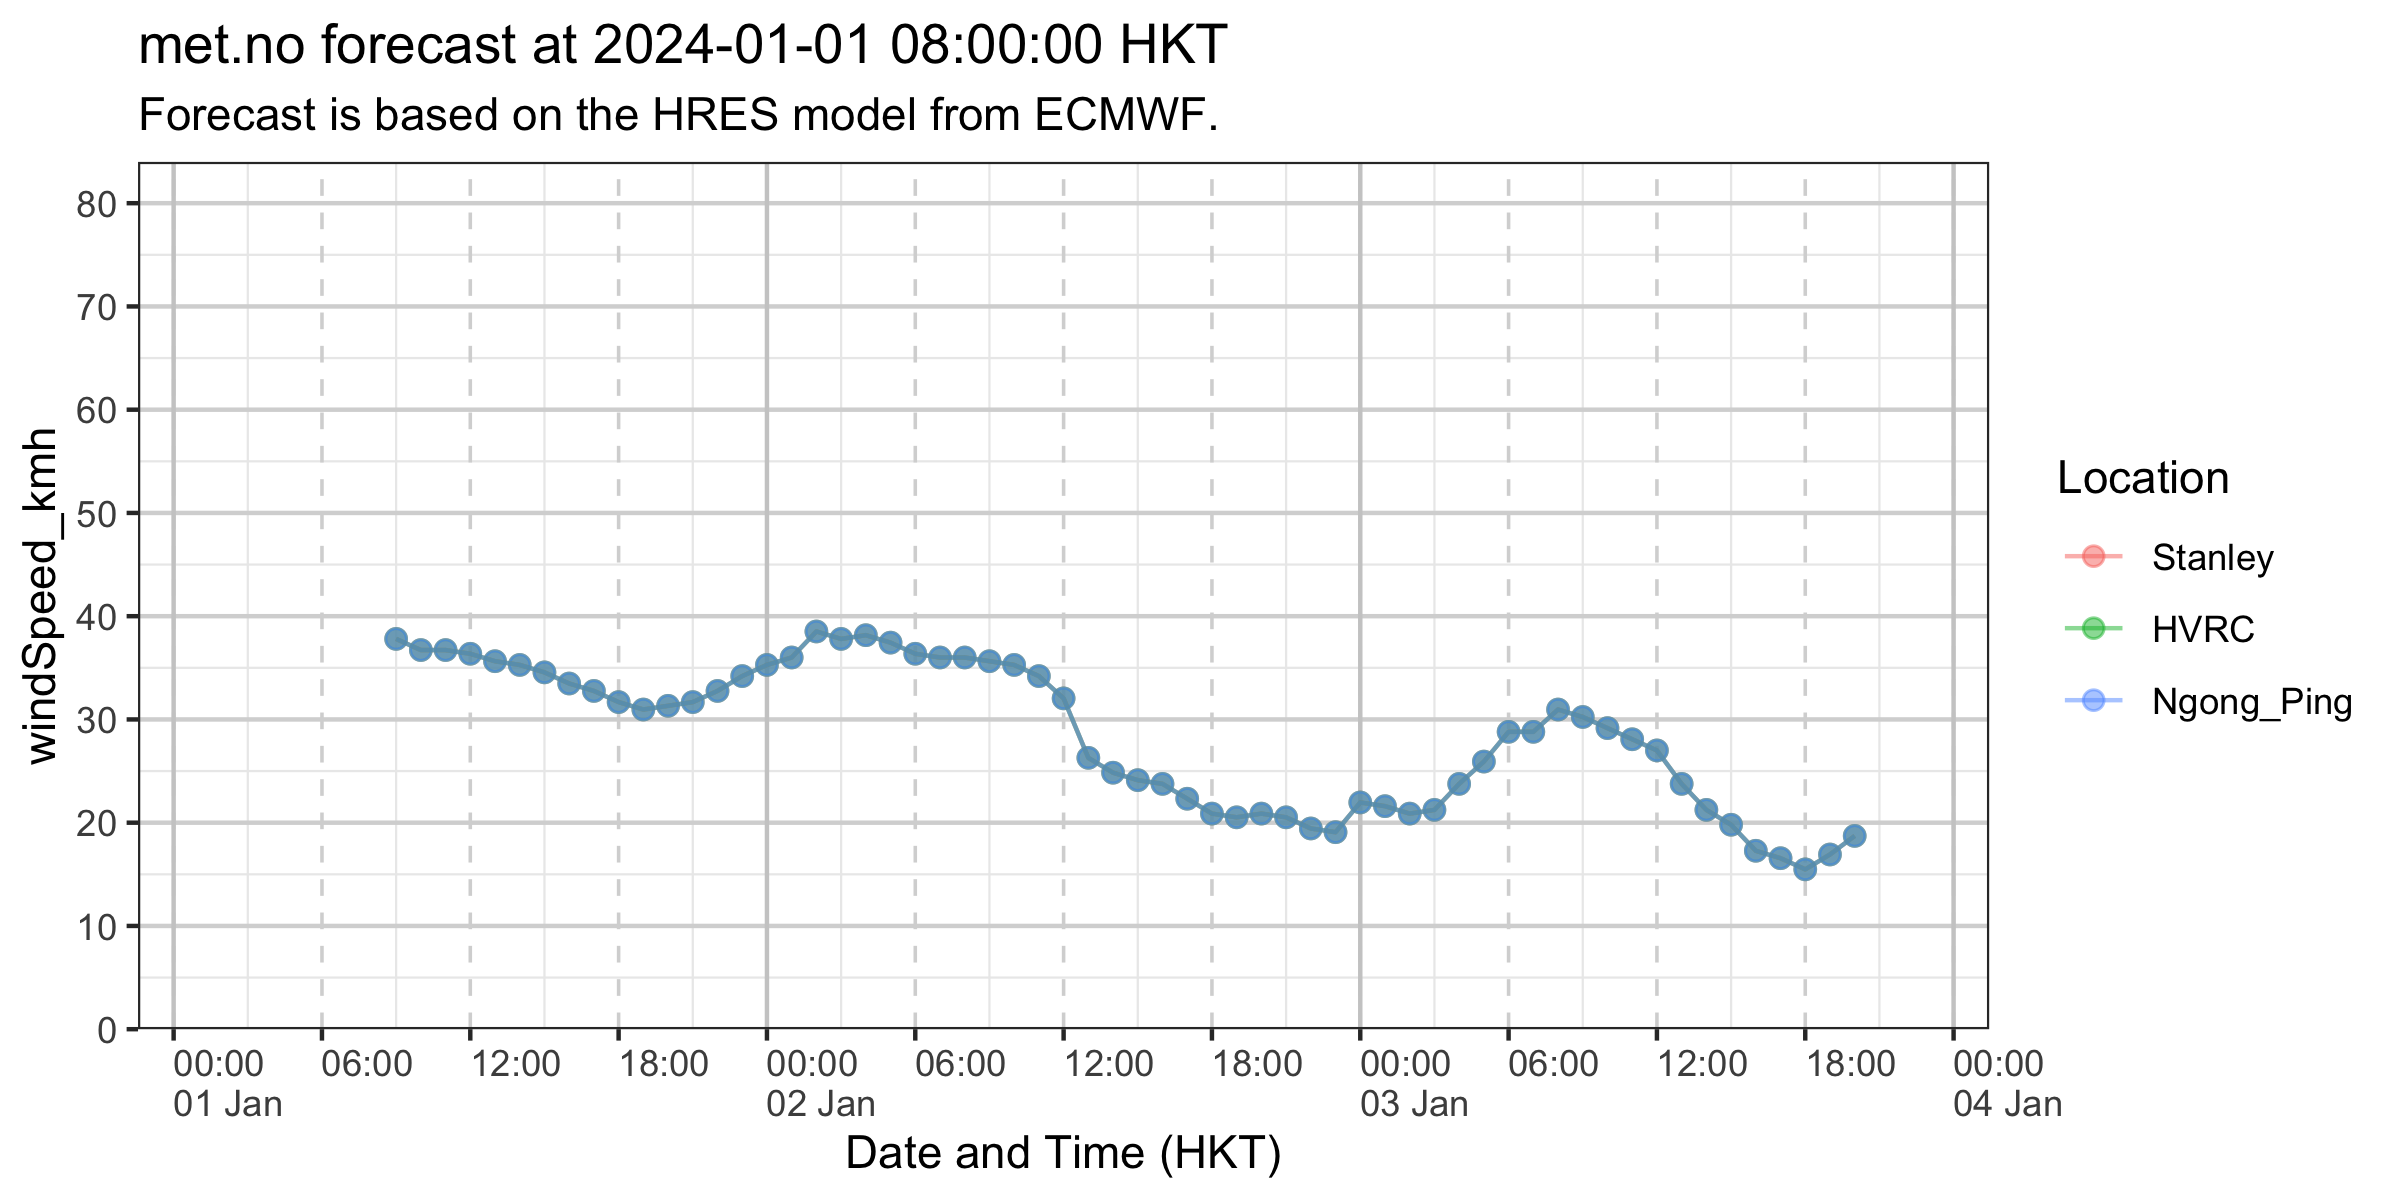 met.no forecast at 2024-01-01 08:00:00 HKT
Forecast is based on the HRES model from ECMWF.
windSpeed_kmh
80
70
60
50
40
30
20
10
0
00:00 06:00 12:00 18:00 00:00 06:00 12:00 18:00 00:00 06:00 12:00 18:00 00:00
01 Jan 02 Jan 03 Jan 04 Jan
Date and Time (HKT)
Location
Stanley
HVRC
Ngong_Ping